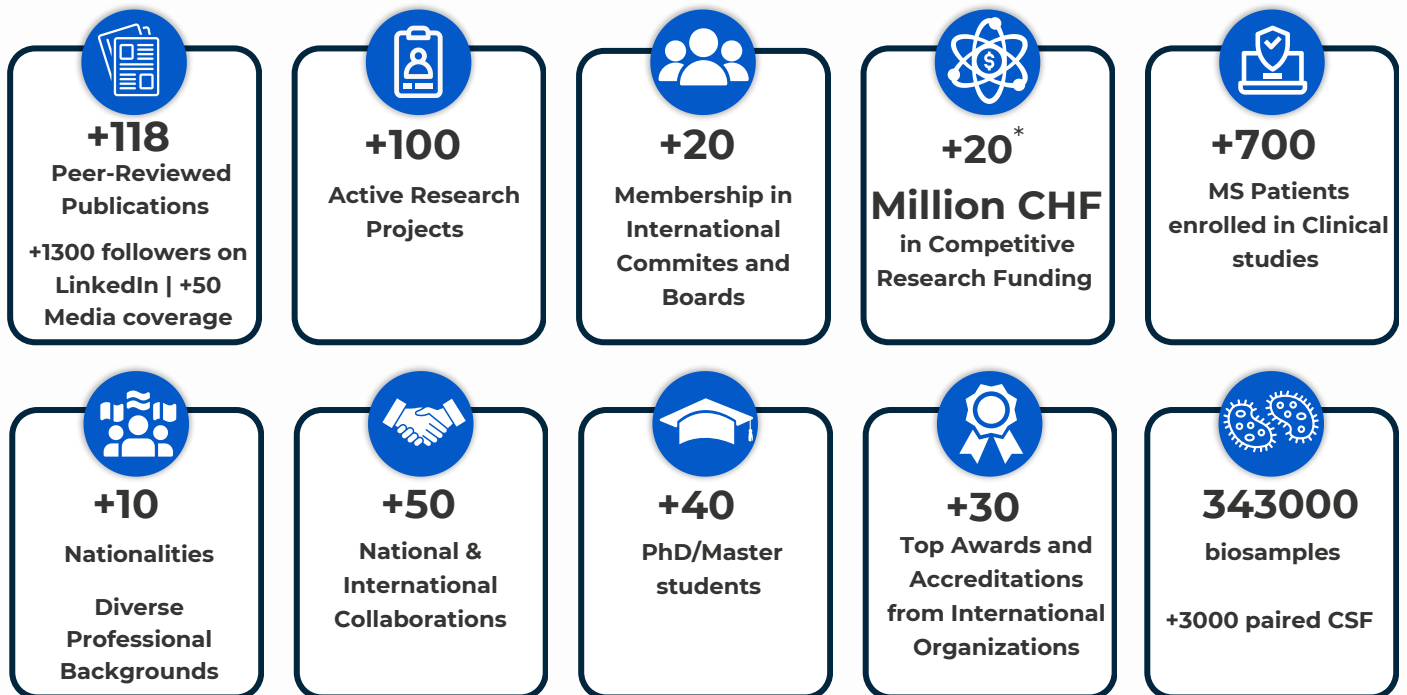 +118
Peer-Reviewed
Publications
+1300 followers on
LinkedIn | +50
Media coverage
+100
Active Research
Projects
+20
Membership in
International
Commites and
Boards
$
+20*
Million CHF
in Competitive
Research Funding
+700
MS Patients
enrolled in Clinical
studies
+10
Nationalities
Diverse
Professional
Backgrounds
+50
National &
International
Collaborations
+40
PhD/Master
students
+30
Top Awards and
Accreditations
from International
Organizations
343000
biosamples
+3000 paired CSF